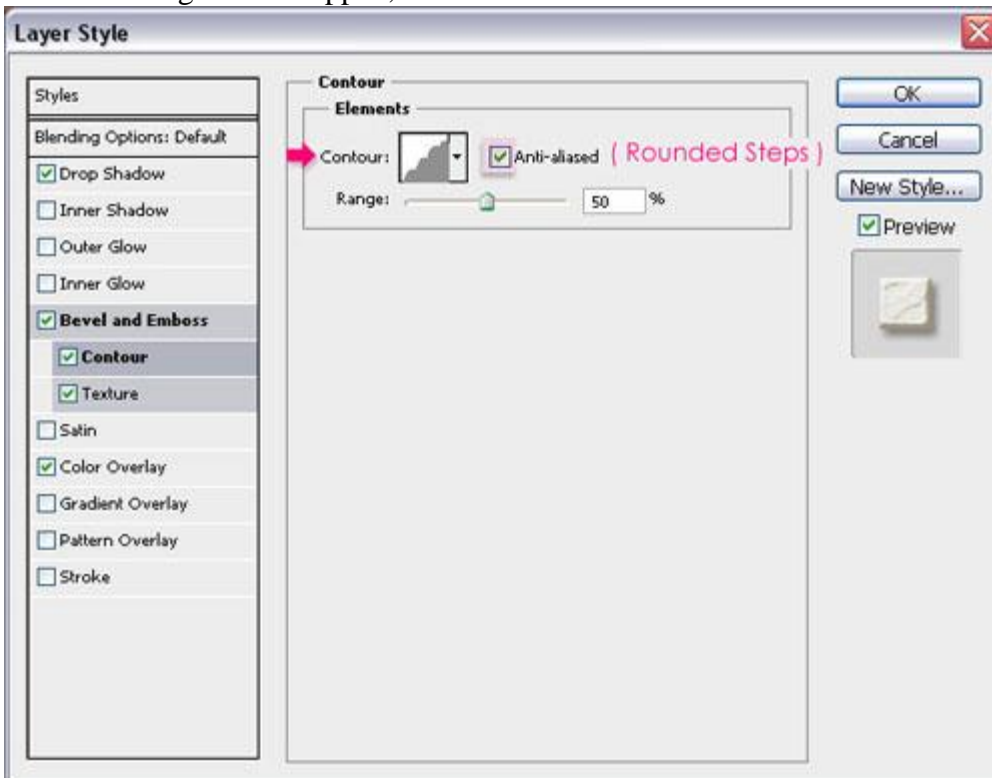 Layer Style
Styles
Blending Options: Default
Drop Shadow
Inner Shadow
Outer Glow
Inner Glow
Bevel and Emboss
Contour
Texture
Satin
Color Overlay
Gradient Overlay
Pattern Overlay
Stroke
Contour
Elements
Contour:
Anti-aliased ( Rounded Steps )
Range: 50 %
OK
Cancel
New Style...
Preview